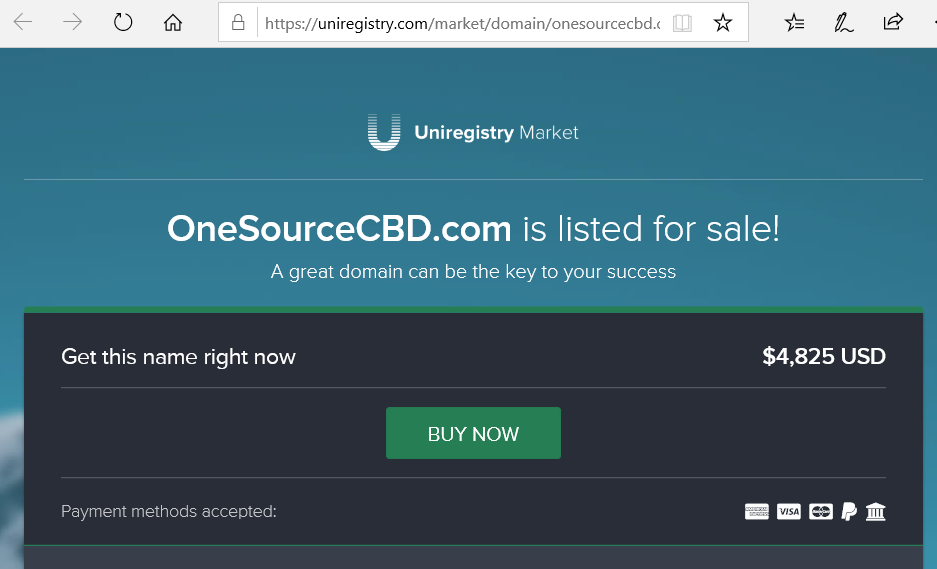 https://uniregistry.com/market/domain/onesourcecbd.c
Uniregistry Market
OneSourceCBD.com is listed for sale!
A great domain can be the key to your success
Get this name right now
$4,825 USD
BUY NOW
Payment methods accepted:
VISA